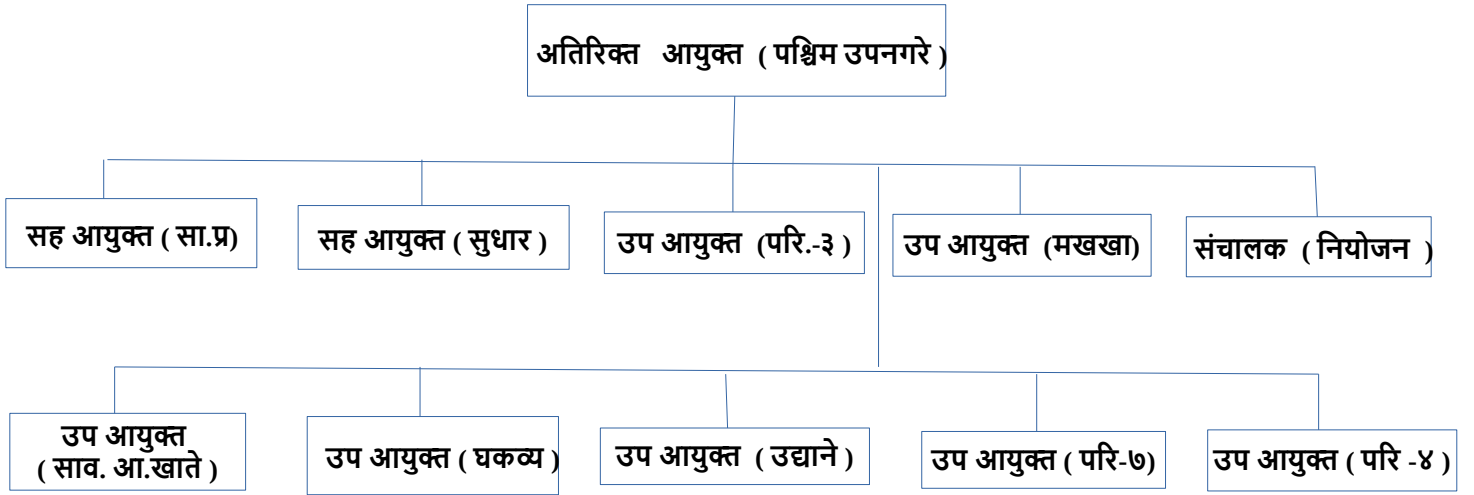 अतिरिक्त आयुक्त ( पश्चिम उपनगरे )
सह आयुक्त ( सा.प्र)
सह आयुक्त ( सुधार )
उप आयुक्त (परि.-३ )
उप आयुक्त (मखखा)
संचालक ( नियोजन )
उप आयुक्त
( साव. आ.खाते )
उप आयुक्त ( घकव्य )
उप आयुक्त ( उद्याने )
उप आयुक्त ( परि-७)
उप आयुक्त ( परि -४ )